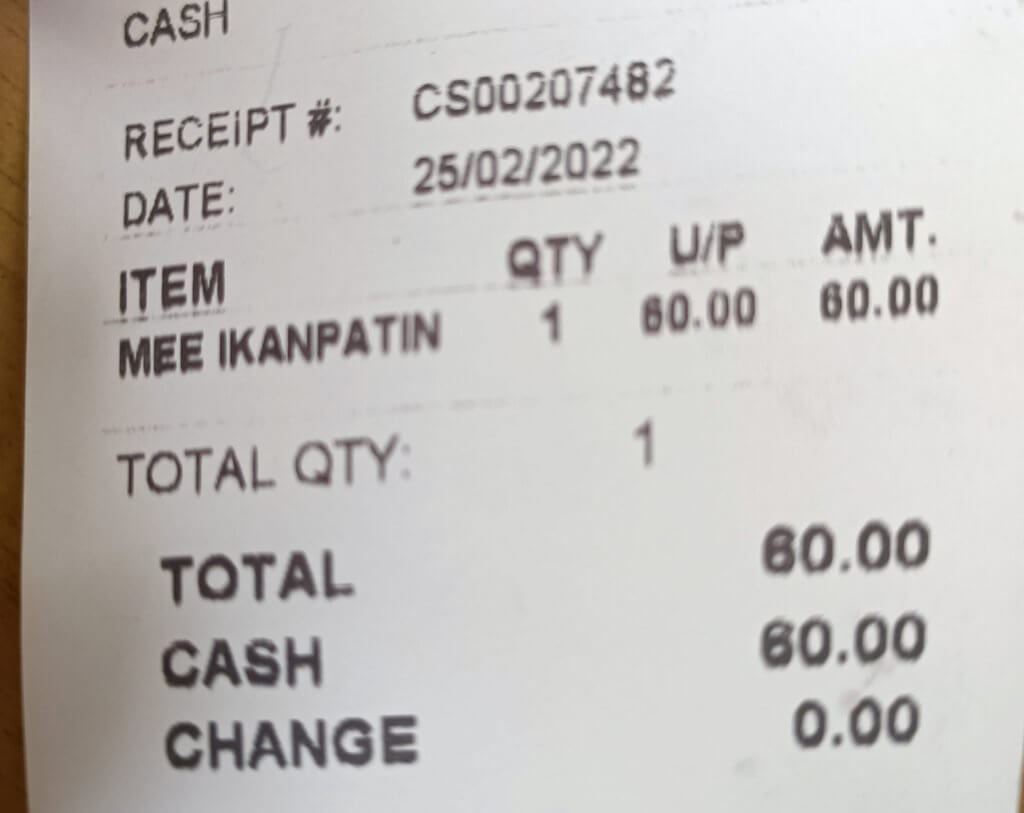 CASH
RECEIPT #: CS00207482
DATE: 25/02/2022
ITEM QTY U/P AMT.
MEE IKANPATIN 1 60.00 60.00
TOTAL QTY: 1
TOTAL 60.00
CASH 60.00
CHANGE 0.00